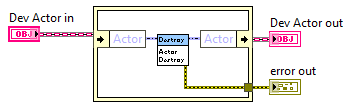 Dev Actor in
OBJ
Actor
Destroy
Actor
Destroy
Actor
Dev Actor out
OBJ
error out